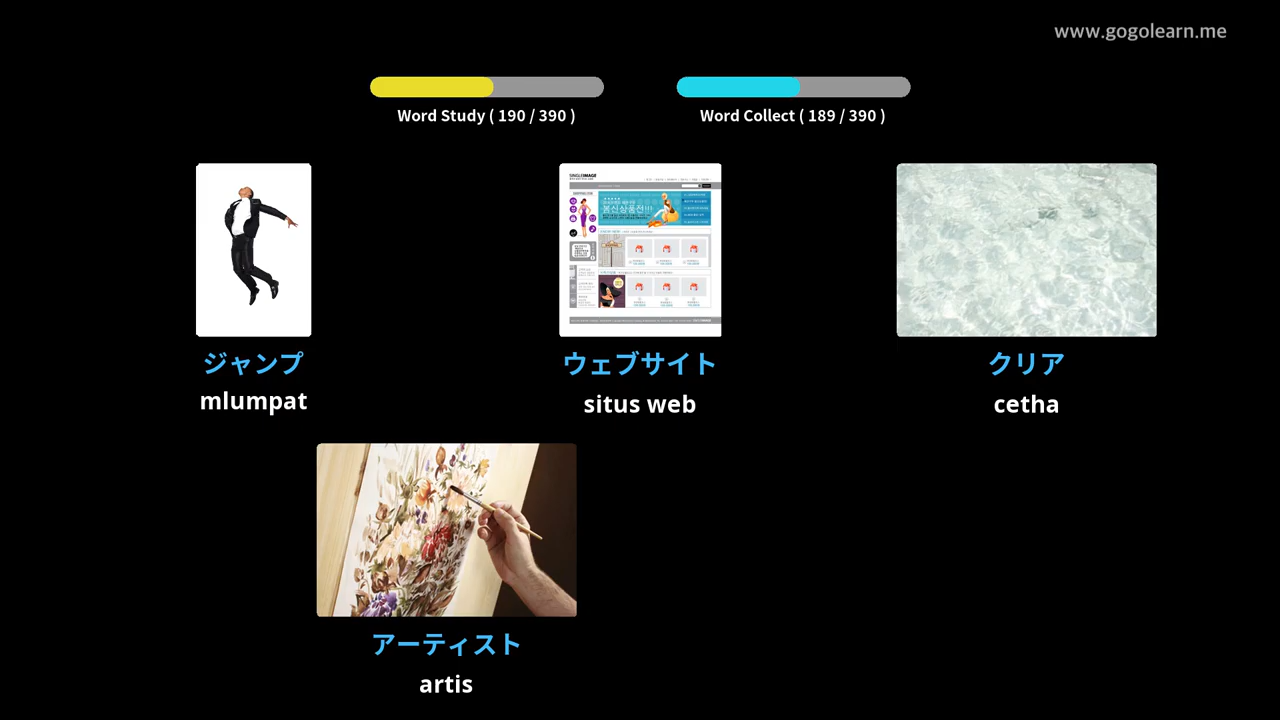 www.gogolearn.me
Word Study ( 190 / 390 )
Word Collect ( 189 / 390 )
ジャンプ
mlumpat
ウェブサイト
situs web
クリア
cetha
アーティスト
artis